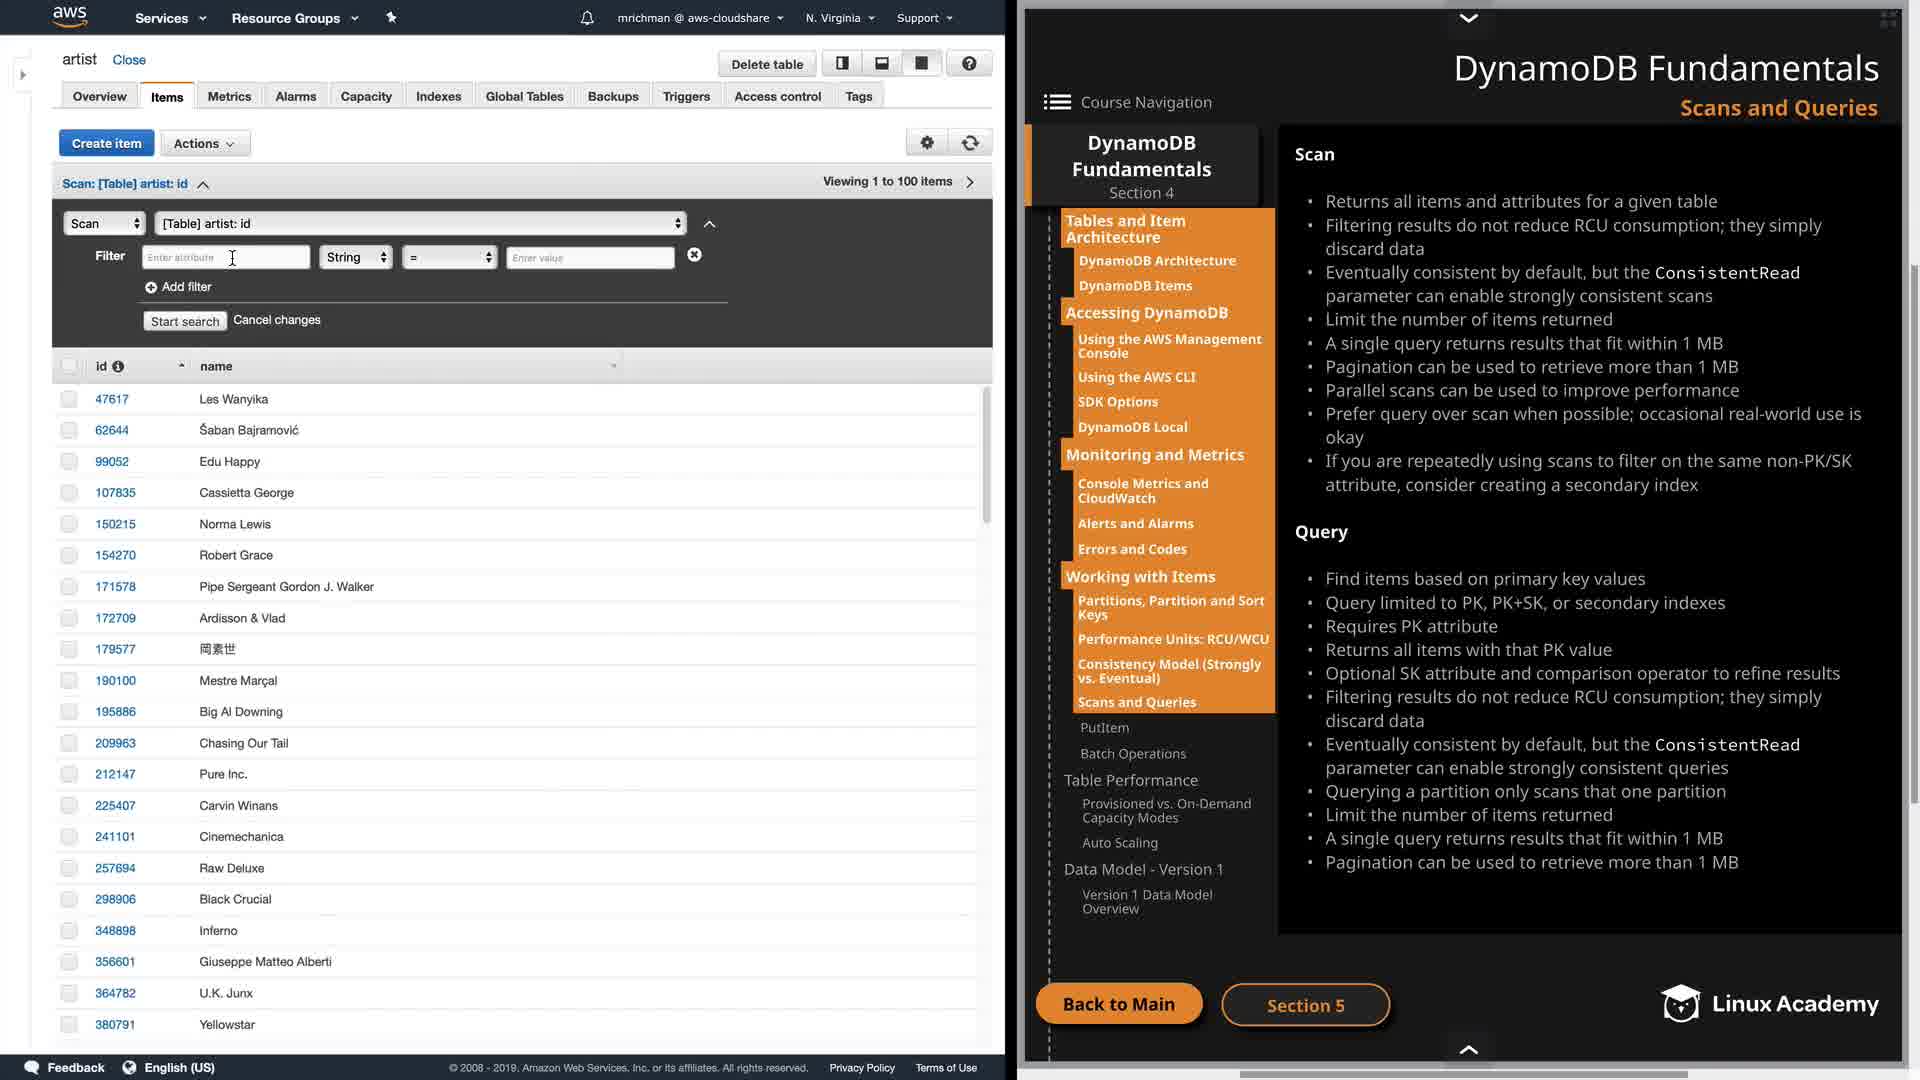 aws
Services
Resource Groups
mrichman @ aws-cloudshare
N. Virginia
Support
artist
Close
Delete table
Overview
Items
Metrics
Alarms
Capacity
Indexes
Global Tables
Backups
Triggers
Access control
Tags
Create item
Actions
Scan: [Table] artist: id
Viewing 1 to 100 items
Scan
[Table] artist: id
Filter
Enter attribute
String
=
Enter value
Add filter
Start search
Cancel changes
id
name
47617 Les Wanyika
62644 Šaban Bajramović
99052 Edu Happy
107835 Cassietta George
150215 Norma Lewis
154270 Robert Grace
171578 Pipe Sergeant Gordon J. Walker
172709 Ardisson & Vlad
179577 岡素世
190100 Mestre Marçal
195886 Big Al Downing
209963 Chasing Our Tail
212147 Pure Inc.
225407 Carvin Winans
241101 Cinemechanica
257694 Raw Deluxe
298906 Black Crucial
348898 Inferno
356601 Giuseppe Matteo Alberti
364782 U.K. Junx
380791 Yellowstar
Feedback
English (US)
© 2008 - 2019, Amazon Web Services, Inc. or its affiliates. All rights reserved.
Privacy Policy
Terms of Use
DynamoDB Fundamentals
Scans and Queries
Course Navigation
DynamoDB
Fundamentals
Section 4
Tables and Item
Architecture
DynamoDB Architecture
DynamoDB Items
Accessing DynamoDB
Using the AWS Management
Console
Using the AWS CLI
SDK Options
DynamoDB Local
Monitoring and Metrics
Console Metrics and
CloudWatch
Alerts and Alarms
Errors and Codes
Working with Items
Partitions, Partition and Sort
Keys
Performance Units: RCU/WCU
Consistency Model (Strongly
vs. Eventual)
Scans and Queries
PutItem
Batch Operations
Table Performance
Provisioned vs. On-Demand
Capacity Modes
Auto Scaling
Data Model - Version 1
Version 1 Data Model
Overview
Scan
• Returns all items and attributes for a given table
• Filtering results do not reduce RCU consumption; they simply
discard data
• Eventually consistent by default, but the ConsistentRead
parameter can enable strongly consistent scans
• Limit the number of items returned
• A single query returns results that fit within 1 MB
• Pagination can be used to retrieve more than 1 MB
• Parallel scans can be used to improve performance
• Prefer query over scan when possible; occasional real-world use is
okay
• If you are repeatedly using scans to filter on the same non-PK/SK
attribute, consider creating a secondary index
Query
• Find items based on primary key values
• Query limited to PK, PK+SK, or secondary indexes
• Requires PK attribute
• Returns all items with that PK value
• Optional SK attribute and comparison operator to refine results
• Filtering results do not reduce RCU consumption; they simply
discard data
• Eventually consistent by default, but the ConsistentRead
parameter can enable strongly consistent queries
• Querying a partition only scans that one partition
• Limit the number of items returned
• A single query returns results that fit within 1 MB
• Pagination can be used to retrieve more than 1 MB
Back to Main
Section 5
Linux Academy